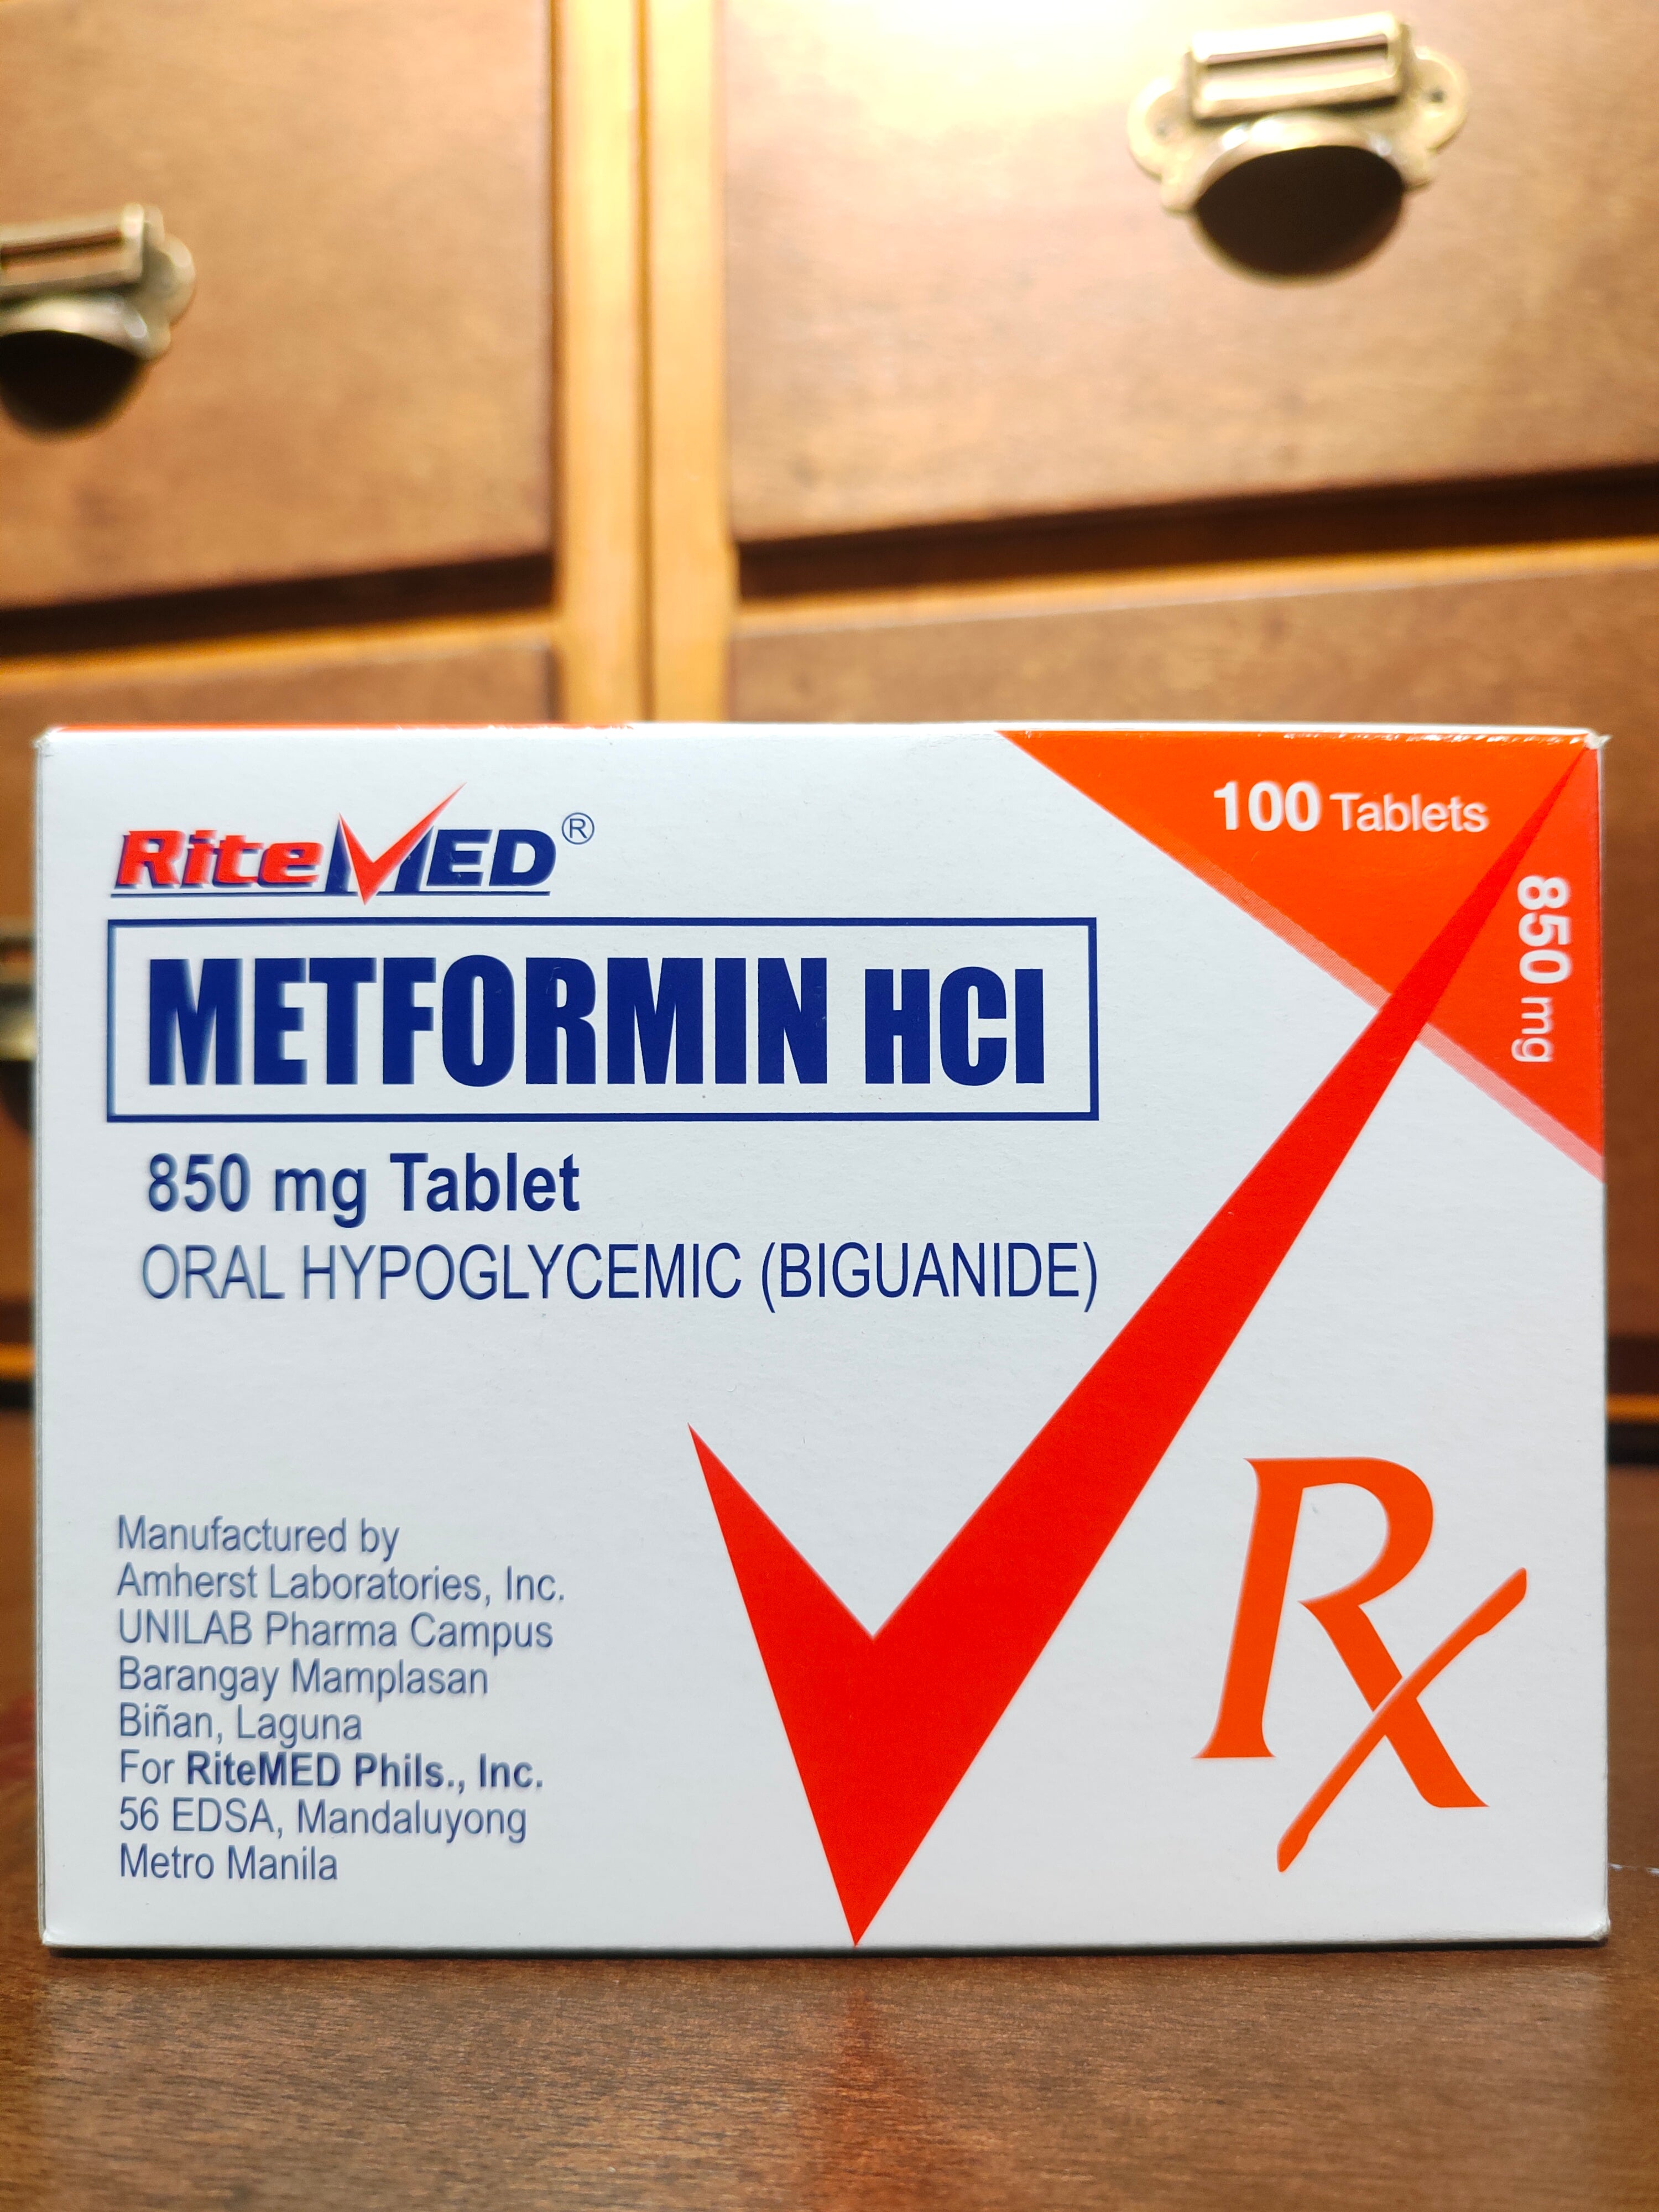 RiteMED®
100 Tablets
850 mg
METFORMIN HCl
850 mg Tablet
ORAL HYPOGLYCEMIC (BIGUANIDE)
Manufactured by
Amherst Laboratories, Inc.
UNILAB Pharma Campus
Barangay Mamplasan
Biñan, Laguna
For RiteMED Phils., Inc.
56 EDSA, Mandaluyong
Metro Manila
Rx